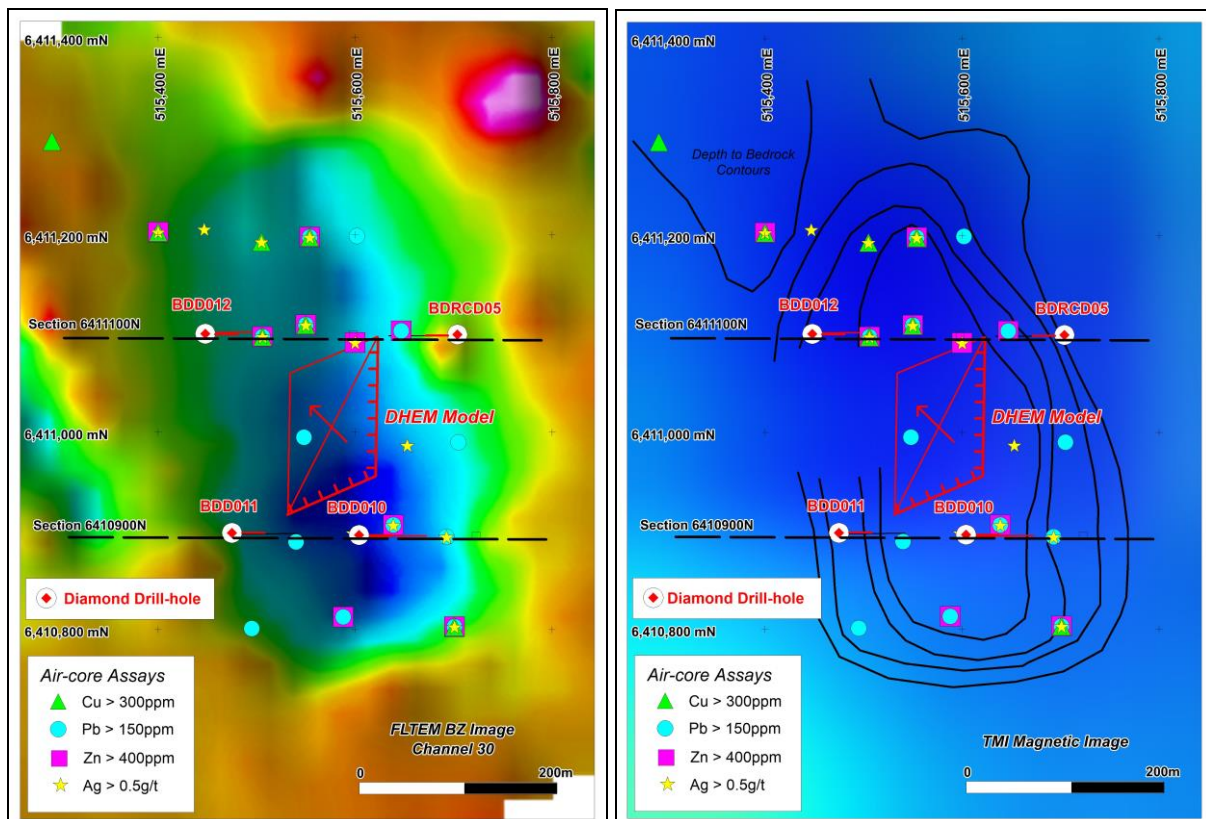 6,411,400 mN
515,400 mE
515,600 mE
515,800 mE
6,411,200 mN
BDD012
BDRCD05
Section 6411100N
DHEM Model
6,411,000 mN
BDD011
BDD010
Section 6410900N
Diamond Drill-hole
6,410,800 mN
Air-core Assays
Cu > 300ppm
Pb > 150ppm
Zn > 400ppm
Ag > 0.5g/t
FLTEM BZ Image
Channel 30
0
200m
6,411,400 mN
515,400 mE
515,600 mE
515,800 mE
Depth to Bedrock
Contours
6,411,200 mN
BDD012
BDRCD05
Section 6411100N
DHEM Model
6,411,000 mN
BDD011
BDD010
Section 6410900N
Diamond Drill-hole
6,410,800 mN
Air-core Assays
Cu > 300ppm
Pb > 150ppm
Zn > 400ppm
Ag > 0.5g/t
TMI Magnetic Image
0
200m